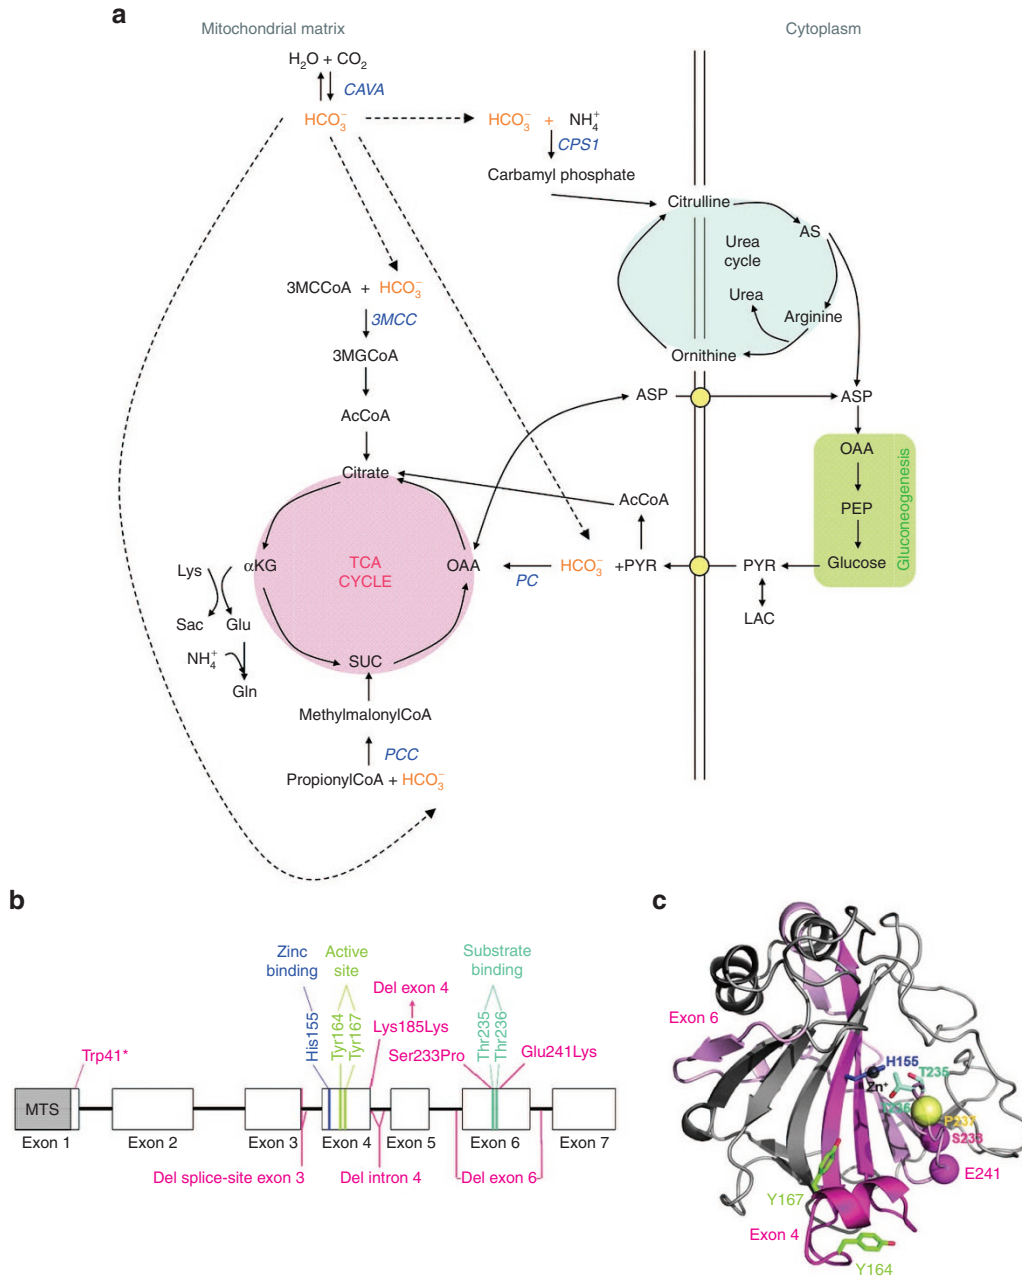 a
Mitochondrial matrix
Cytoplasm
H2O + CO2
CAVA
HCO3−
HCO3− + NH4+
CPS1
Carbamyl phosphate
Citrulline
AS
Urea
cycle
Urea
Arginine
Ornithine
3MCCoA + HCO3−
3MCC
3MGCoA
AcCoA
Citrate
ASP
ASP
OAA
PEP
Glucose
Gluconeogenesis
AcCoA
TCA
CYCLE
αKG
OAA
PC
HCO3− +PYR
PYR
LAC
Lys
Sac
Glu
NH4+
Gln
SUC
MethylmalonylCoA
PCC
PropionylCoA + HCO3−
b
Zinc
binding
Active
site
Substrate
binding
Del exon 4
His155
Tyr164
Tyr167
Lys185Lys
Ser233Pro
Thr235
Thr236
Glu241Lys
Trp41*
MTS
Exon 1
Exon 2
Exon 3
Exon 4
Exon 5
Exon 6
Exon 7
Del splice-site exon 3
Del intron 4
Del exon 6
c
Exon 6
H155
Zn+
T235
T236
P237
S233
E241
Y167
Exon 4
Y164